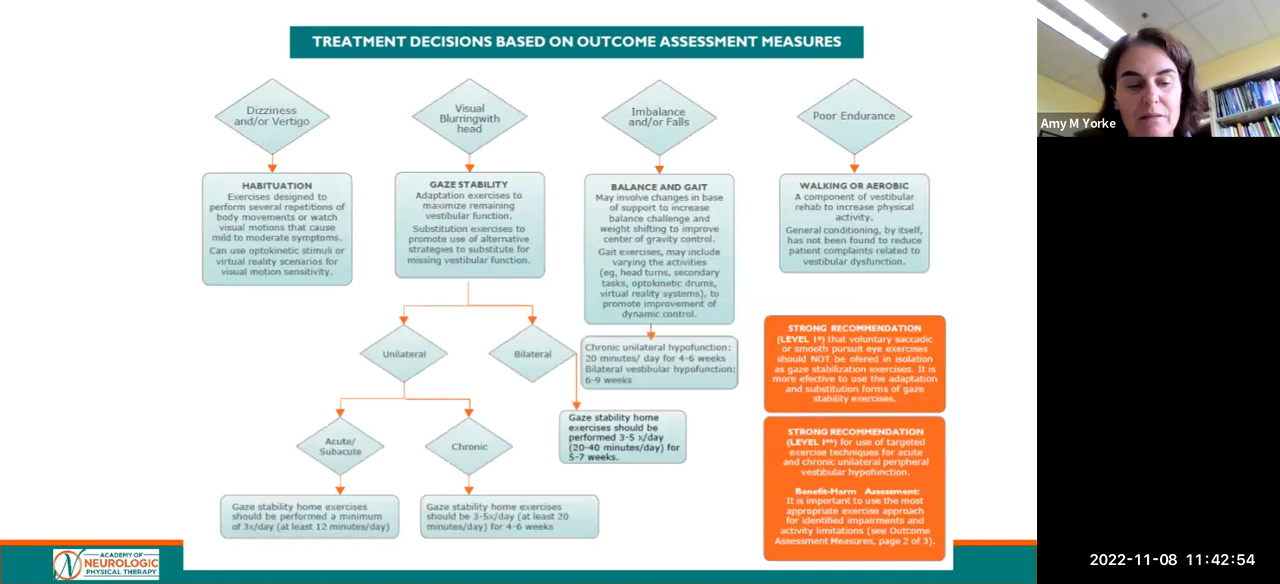 TREATMENT DECISIONS BASED ON OUTCOME ASSESSMENT MEASURES
Dizziness
and/or Vertigo
Visual
Blurringwith
head
Imbalance
and/or Falls
Poor Endurance
HABITUATION
Exercises designed to
perform several repetitions of
body movements or watch
visual motions that cause
mild to moderate symptoms.
Can use optokinetic stimuli or
virtual reality scenarios for
visual motion sensitivity.
GAZE STABILITY
Adaptation exercises to
maximize remaining
vestibular function.
Substitution exercises to
promote use of alternative
strategies to substitute for
missing vestibular function.
BALANCE AND GAIT
May involve changes in base
of support to increase
balance challenge and
weight shifting to improve
center of gravity control.
Gait exercises, may include
varying the activities
(eg, head turns, secondary
tasks, optokinetic drums,
virtual reality systems), to
promote improvement of
dynamic control.
WALKING OR AEROBIC
A component of vestibular
rehab to increase physical
activity.
General conditioning, by itself,
has not been found to reduce
patient complaints related to
vestibular dysfunction.
Unilateral
Bilateral
Chronic unilateral hypofunction:
20 minutes/ day for 4-6 weeks
Bilateral vestibular hypofunction:
6-9 weeks
Acute/
Subacute
Chronic
Gaze stability home
exercises should be
performed 3-5 x/day
(20-40 minutes/day) for
5-7 weeks.
Gaze stability home exercises
should be performed a minimum
of 3x/day (at least 12 minutes/day)
Gaze stability home exercises
should be 3-5x/day (at least 20
minutes/day) for 4-6 weeks
STRONG RECOMMENDATION
(LEVEL I*) that voluntary saccadic
or smooth pursuit eye exercises
should NOT be ofered in isolation
as gaze stabilization exercises. It is
more efective to use the adaptation
and substitution forms of gaze
stability exercises.
STRONG RECOMMENDATION
(LEVEL I**) for use of targeted
exercise techniques for acute
and chronic unilateral peripheral
vestibular hypofunction.
Benefit-Harm Assessment:
It is important to use the most
appropriate exercise approach
for identified impairments and
activity limitations (see Outcome
Assessment Measures, page 2 of 3).
ACADEMY OF
NEUROLOGIC
PHYSICAL THERAPY
Amy M Yorke
2022-11-08 11:42:54